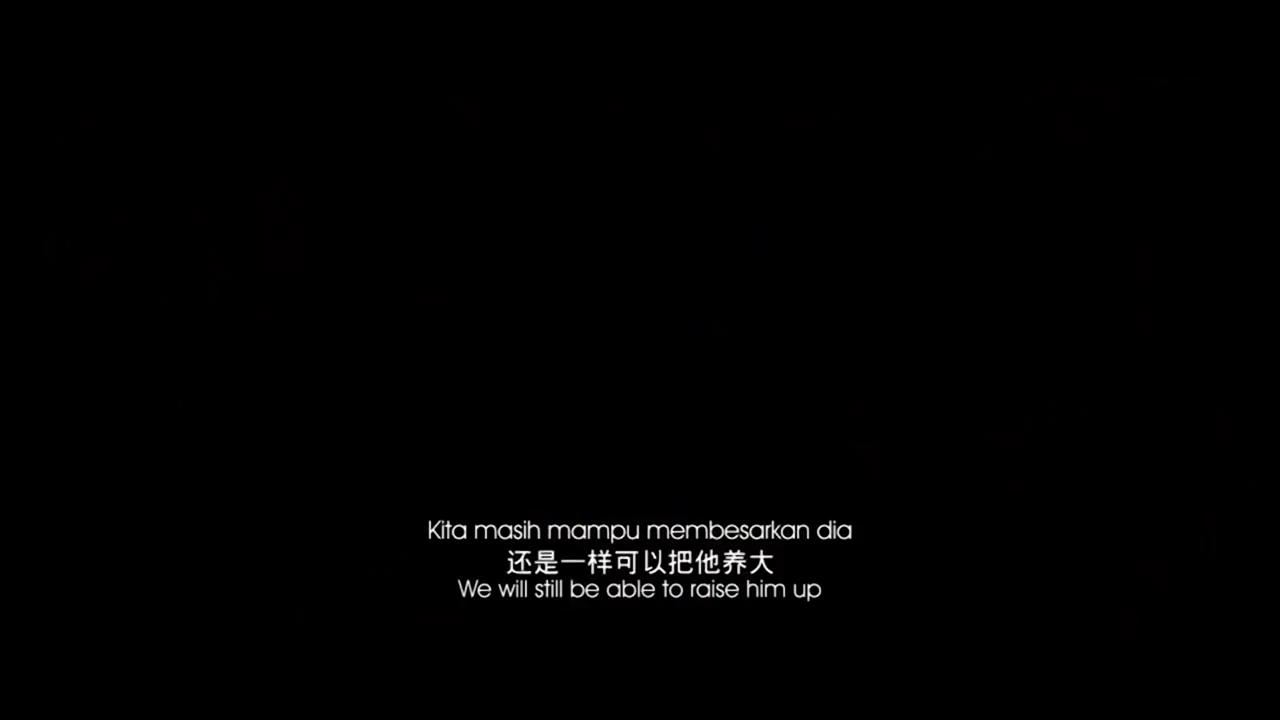 Kita masih mampu membesarkan dia
还是一样可以把他养大
We will still be able to raise him up